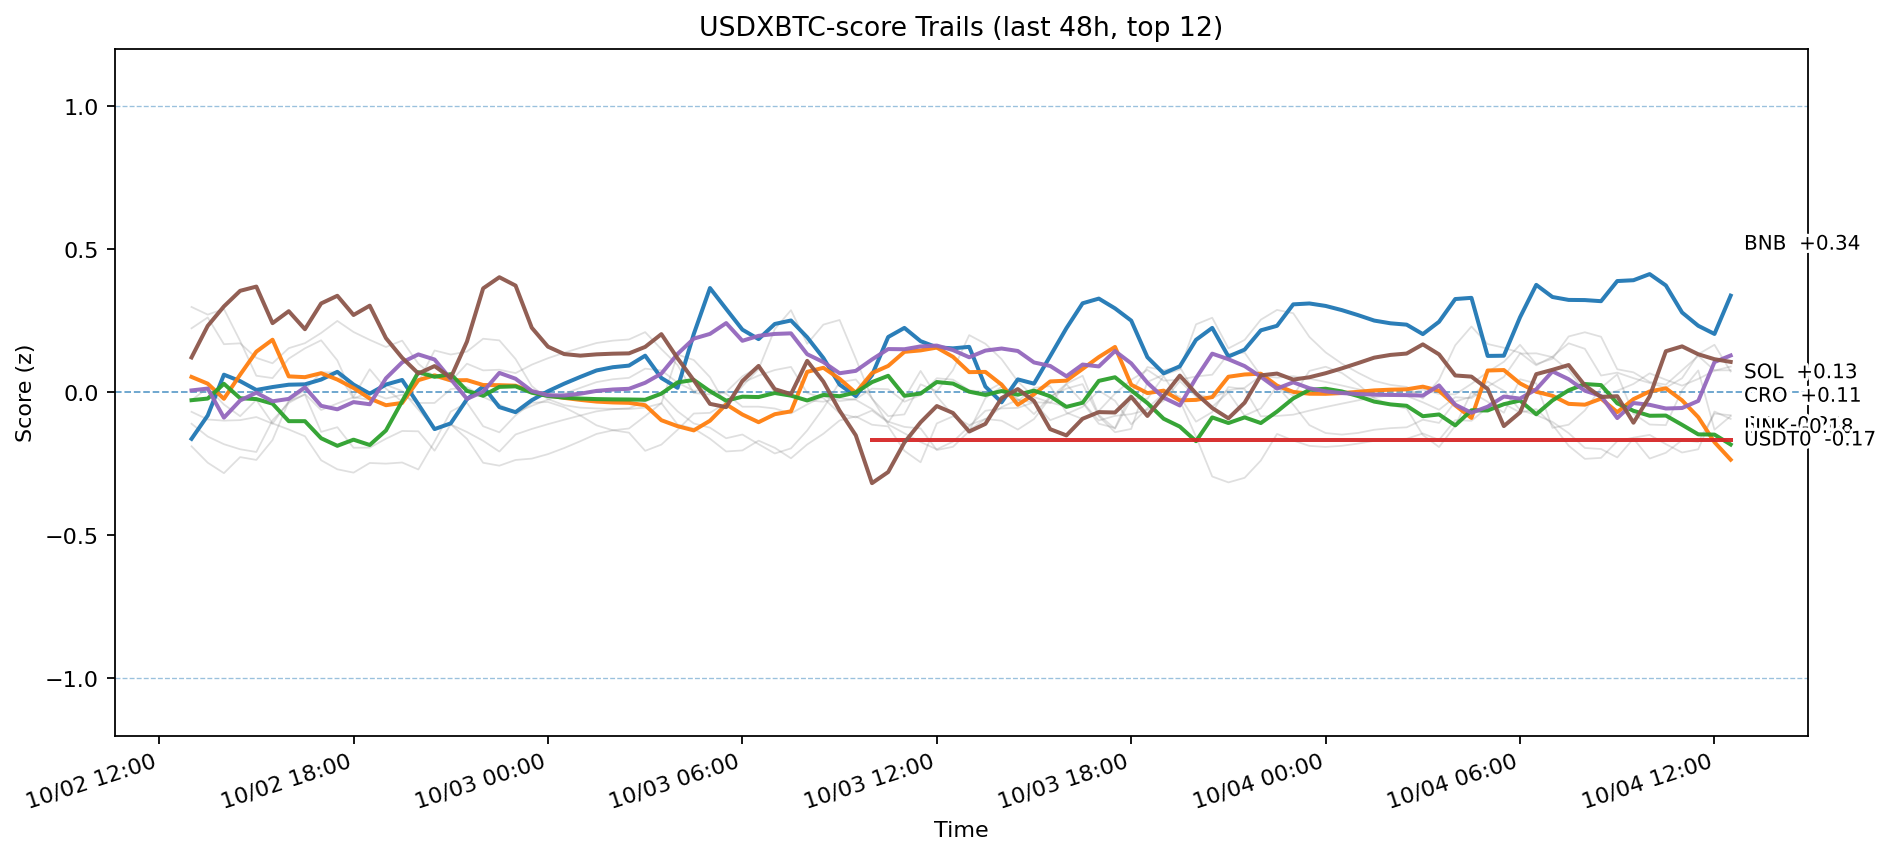 USDXBTC-score Trails (last 48h, top 12)
Score (z)
1.0
0.5
0.0
−0.5
−1.0
BNB +0.34
SOL +0.13
CRO +0.11
USDT0 -0.17
10/02 12:00
10/02 18:00
10/03 00:00
10/03 06:00
10/03 12:00
10/03 18:00
10/04 00:00
10/04 06:00
10/04 12:00
Time